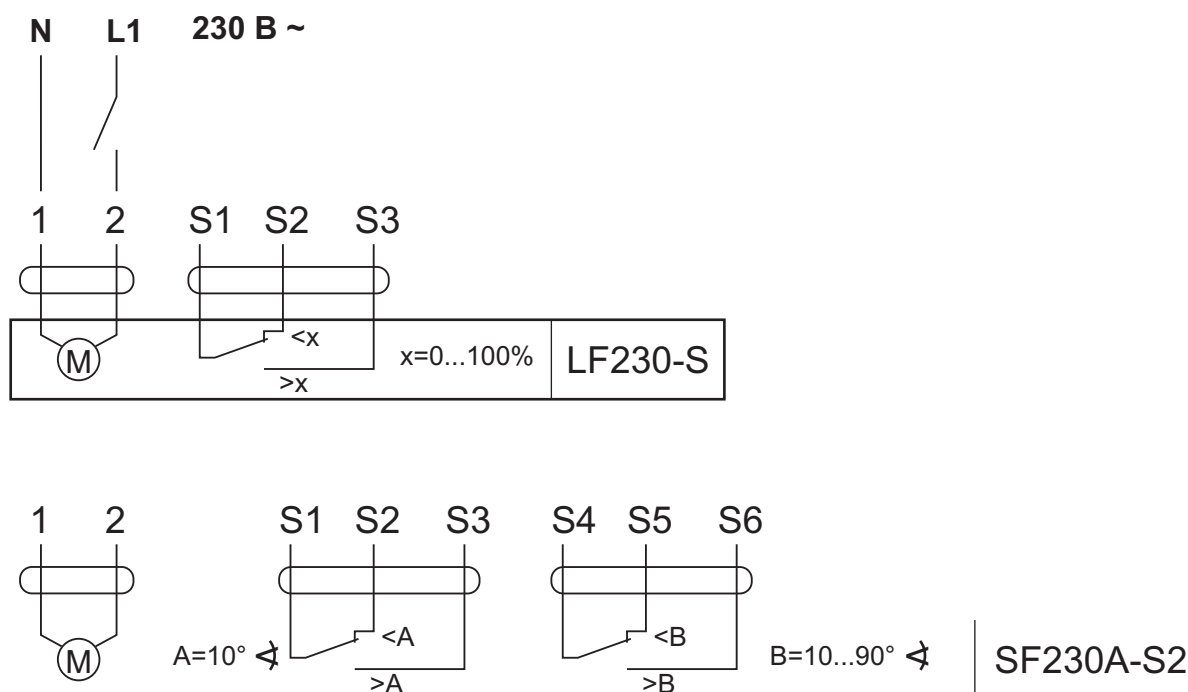 N L1 230 В ~
1 2 S1 S2 S3
M <x >x x=0...100% LF230-S
1 2 S1 S2 S3 S4 S5 S6
M A=10° ∢ <A >A <B >B B=10...90° ∢ SF230A-S2